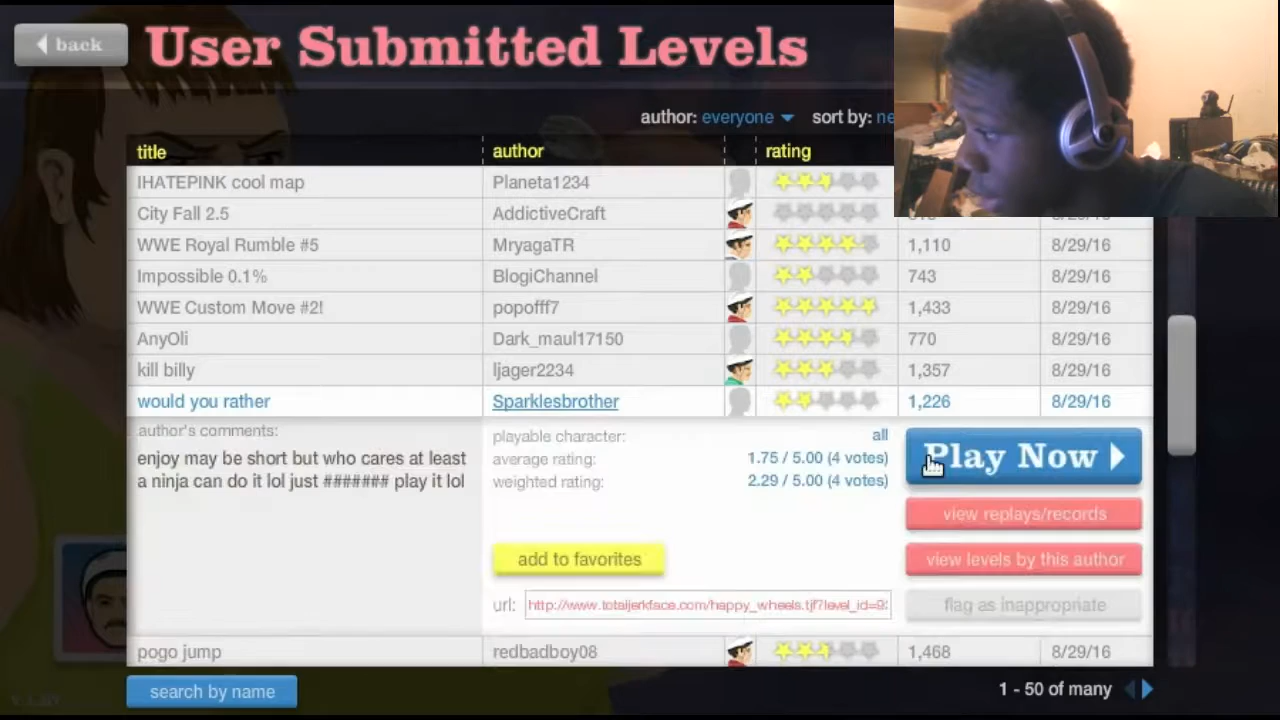 back
User Submitted Levels
author: everyone sort by: ne
title author rating
IHATEPINK cool map Planeta1234
City Fall 2.5 AddictiveCraft 8/29/16
WWE Royal Rumble #5 MryagaTR 1,110 8/29/16
Impossible 0.1% BlogiChannel 743 8/29/16
WWE Custom Move #2! popofff7 1,433 8/29/16
AnyOli Dark_maul17150 770 8/29/16
kill billy ljager2234 1,357 8/29/16
would you rather Sparklesbrother 1,226 8/29/16
author's comments:
enjoy may be short but who cares at least
a ninja can do it lol just ####### play it lol
playable character: all
average rating: 1.75 / 5.00 (4 votes)
weighted rating: 2.29 / 5.00 (4 votes)
Play Now
view replays/records
add to favorites
view levels by this author
url: http://www.totaljerkface.com/happy_wheels.tjf?level_id=9
flag as inappropriate
pogo jump redbadboy08 1,468 8/29/16
search by name
1 - 50 of many